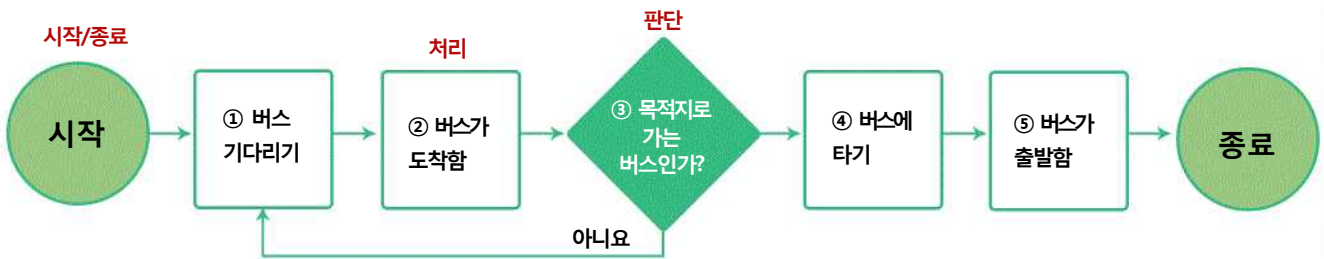 시작/종료
처리
판단
시작
① 버스
기다리기
② 버스가
도착함
③ 목적지로
가는
버스인가?
④ 버스에
타기
⑤ 버스가
출발함
종료
아니요